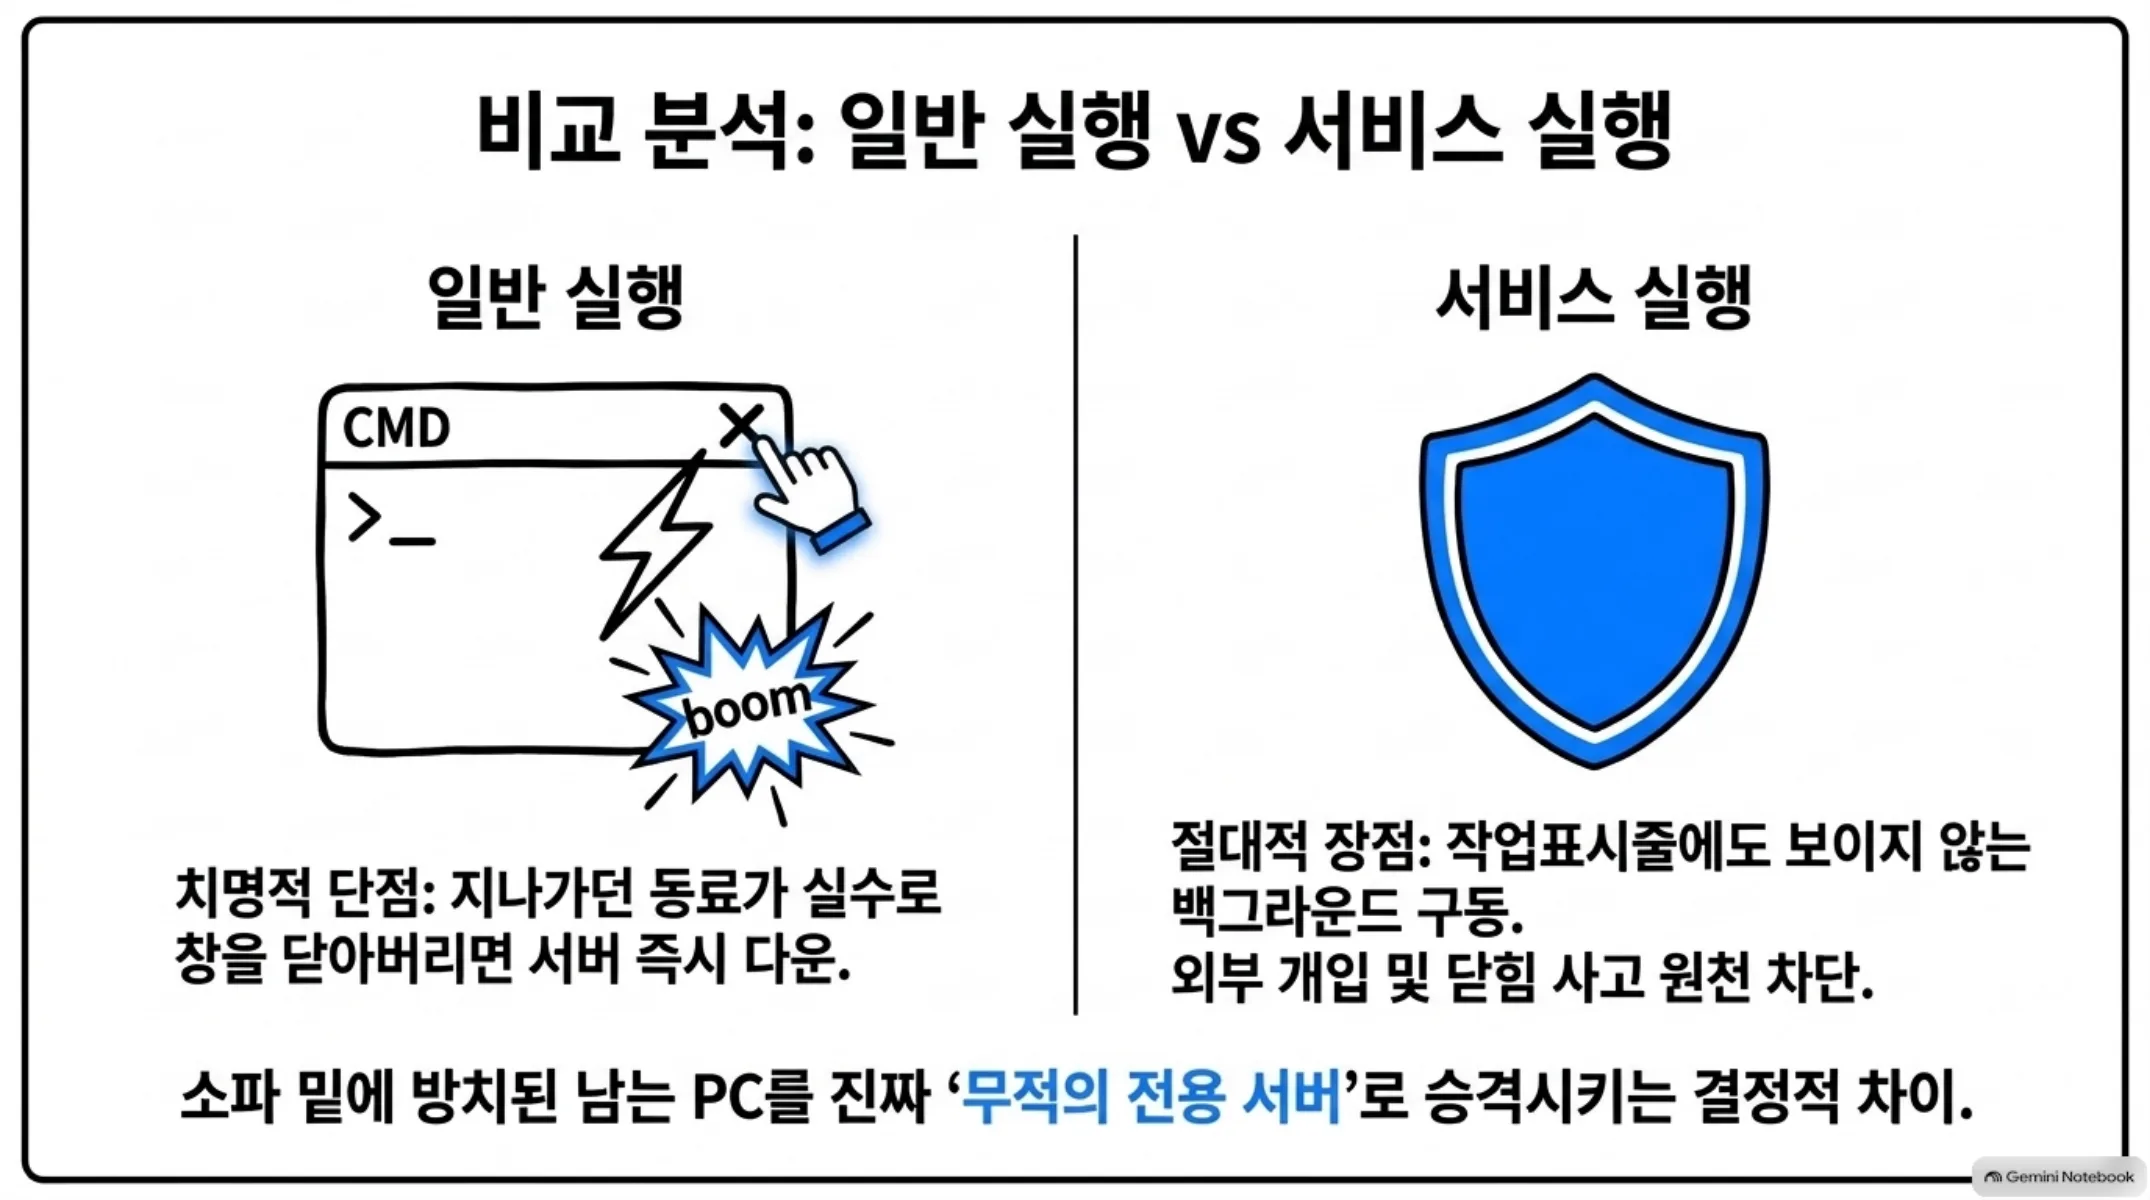 비교 분석: 일반 실행 vs 서비스 실행
일반 실행
CMD
>_
boom
치명적 단점: 지나가던 동료가 실수로
창을 닫아버리면 서버 즉시 다운.
서비스 실행
절대적 장점: 작업표시줄에도 보이지 않는
백그라운드 구동.
외부 개입 및 닫힘 사고 원천 차단.
소파 밑에 방치된 남는 PC를 진짜 ‘무적의 전용 서버’로 승격시키는 결정적 차이.
Gemini Notebook